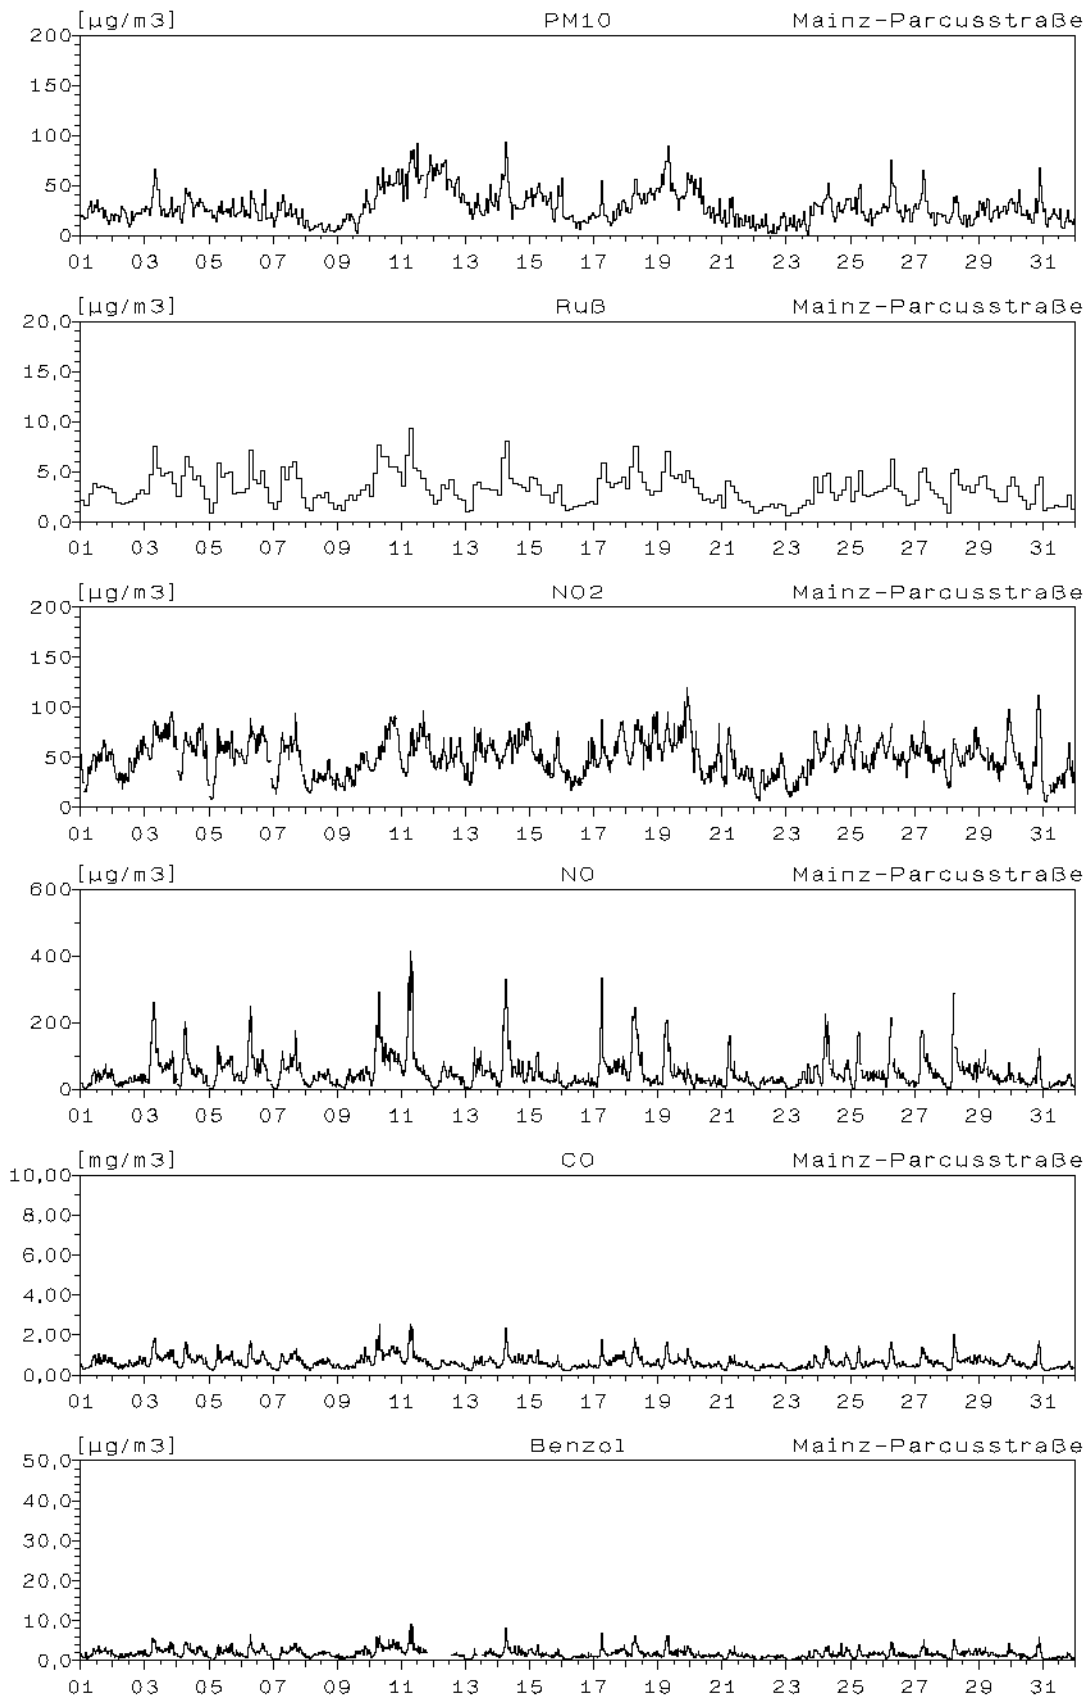 [µg/m3] PM10 Mainz-Parcusstraße
200
150
100
50
0
01 03 05 07 09 11 13 15 17 19 21 23 25 27 29 31
[µg/m3] Ruß Mainz-Parcusstraße
20,0
15,0
10,0
5,0
0,0
01 03 05 07 09 11 13 15 17 19 21 23 25 27 29 31
[µg/m3] NO2 Mainz-Parcusstraße
200
150
100
50
0
01 03 05 07 09 11 13 15 17 19 21 23 25 27 29 31
[µg/m3] NO Mainz-Parcusstraße
600
400
200
0
01 03 05 07 09 11 13 15 17 19 21 23 25 27 29 31
[mg/m3] CO Mainz-Parcusstraße
10,00
8,00
6,00
4,00
2,00
0,00
01 03 05 07 09 11 13 15 17 19 21 23 25 27 29 31
[µg/m3] Benzol Mainz-Parcusstraße
50,0
40,0
30,0
20,0
10,0
0,0
01 03 05 07 09 11 13 15 17 19 21 23 25 27 29 31